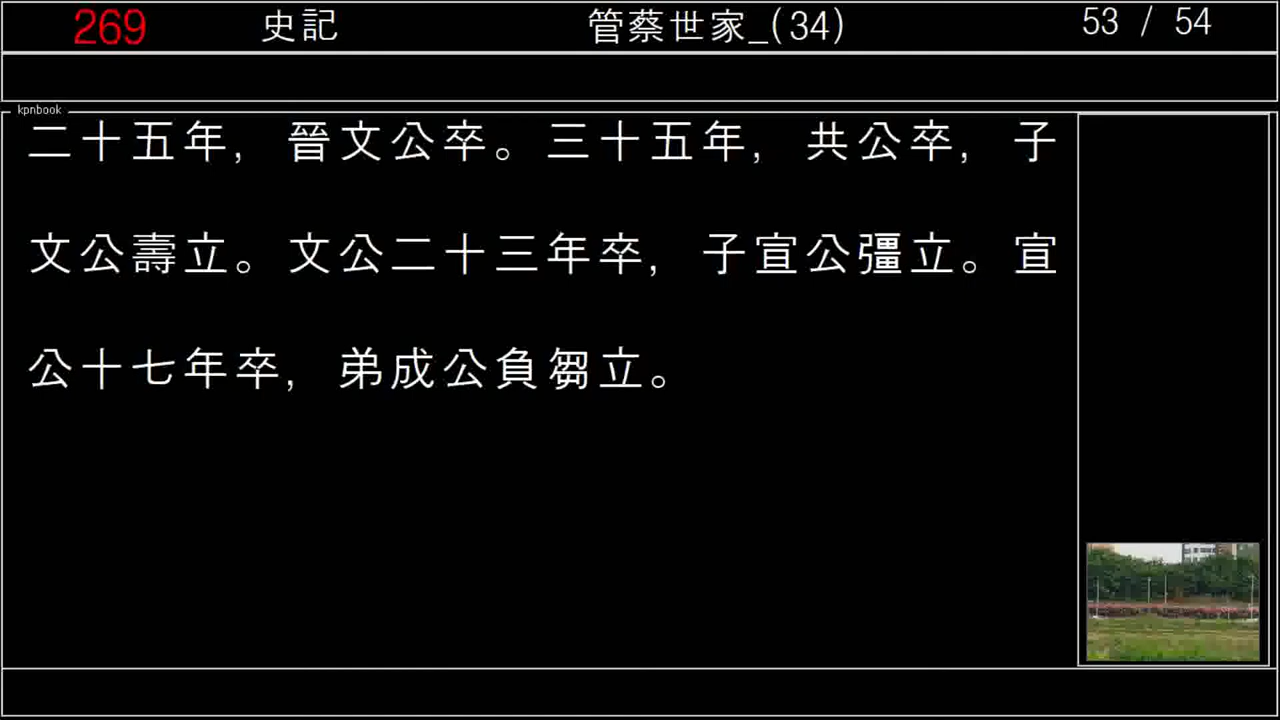 269 史記 管蔡世家_(34) 53 / 54
kpnbook
二十五年, 晉文公卒。三十五年, 共公卒, 子
文公壽立。文公二十三年卒, 子宣公彊立。宣
公十七年卒, 弟成公負芻立。